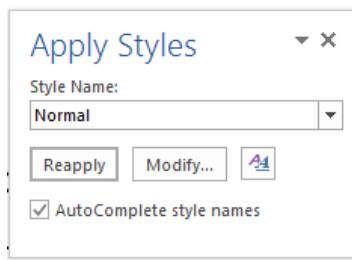 Apply Styles
Style Name:
Normal
Reapply Modify...
AutoComplete style names